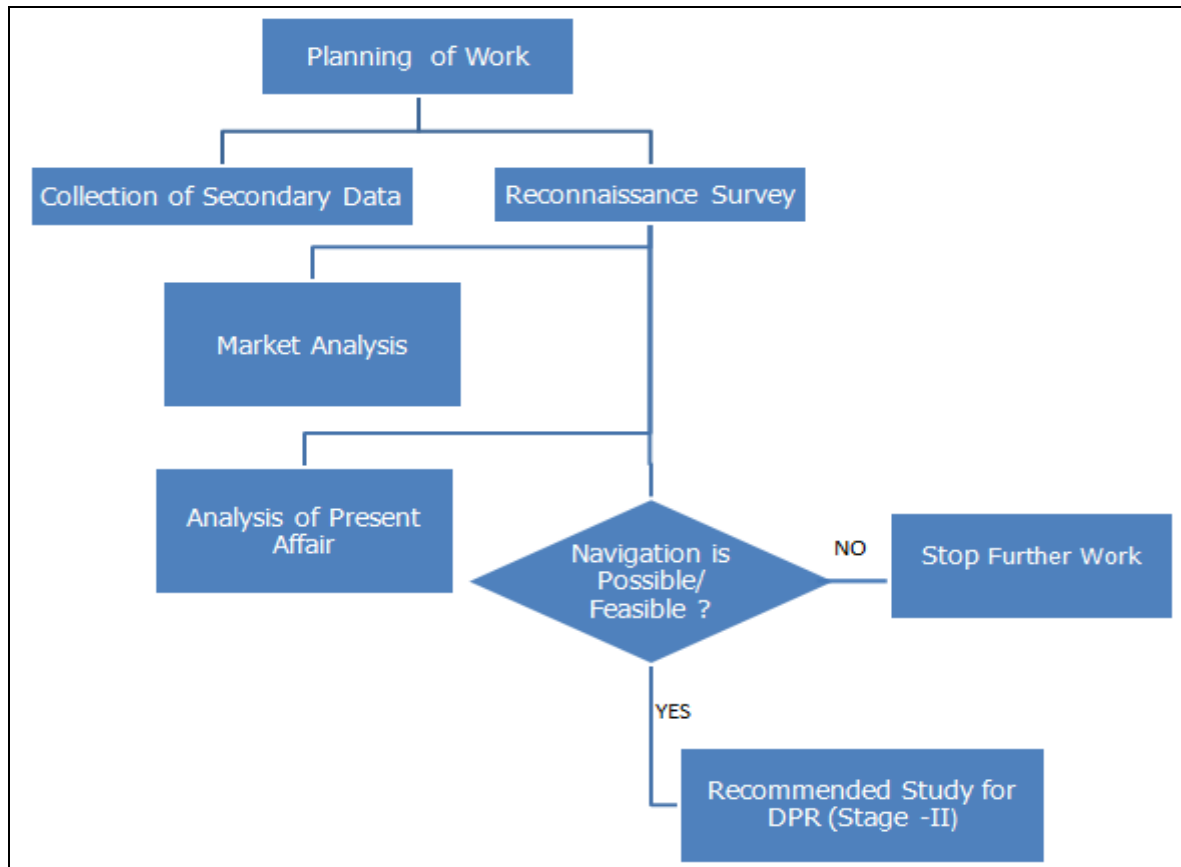 Planning of Work
Collection of Secondary Data
Reconnaissance Survey
Market Analysis
Analysis of Present
Affair
Navigation is
Possible/
Feasible ?
NO
Stop Further Work
YES
Recommended Study for
DPR (Stage -II)